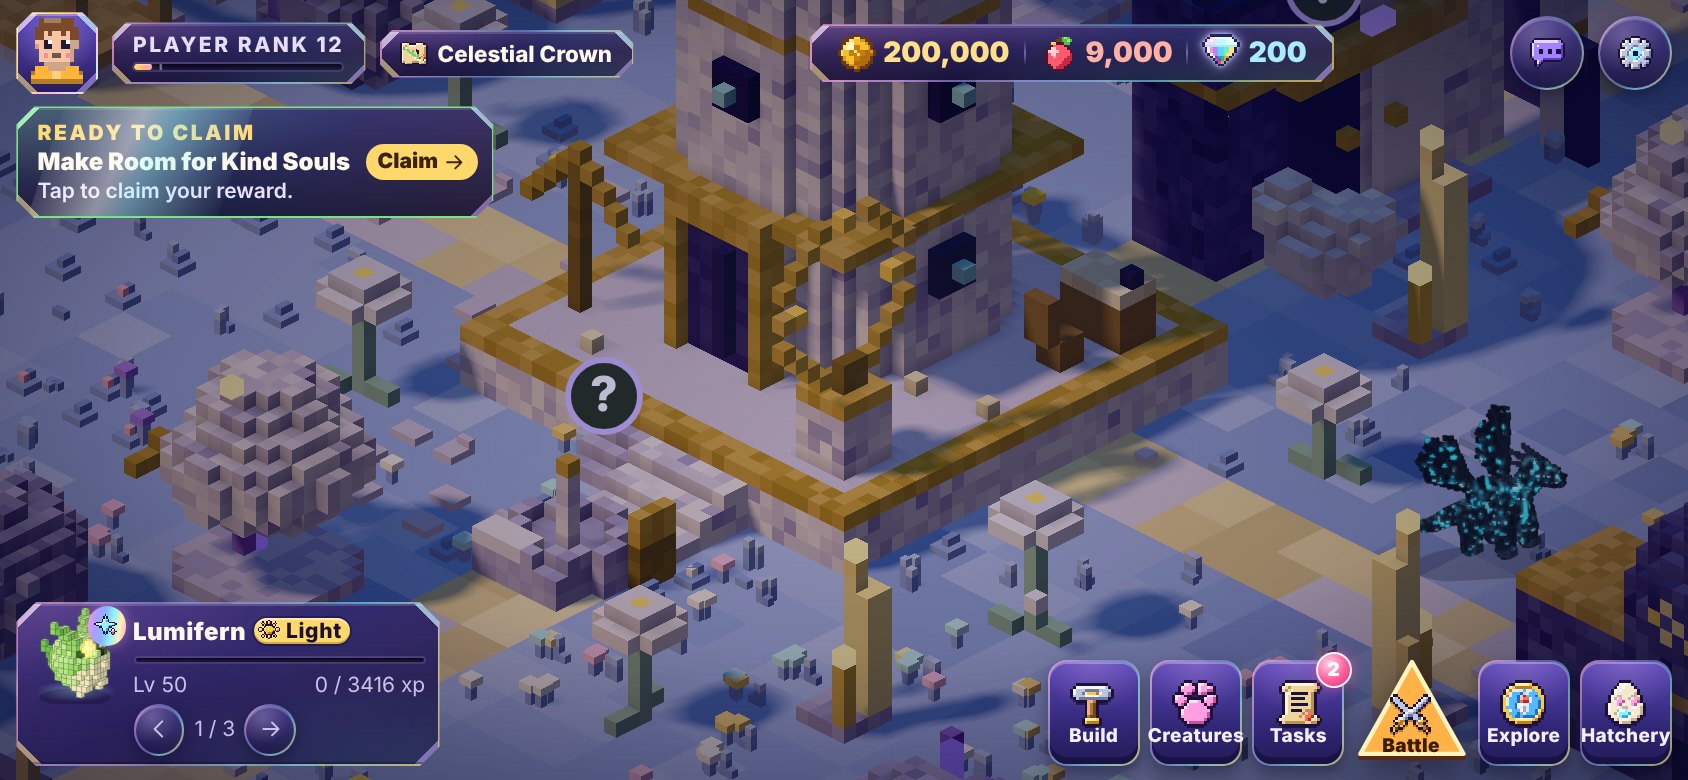 PLAYER RANK 12
Celestial Crown
200,000
9,000
200
READY TO CLAIM
Make Room for Kind Souls
Claim →
Tap to claim your reward.
?
Lumifern
Light
Lv 50
0 / 3416 xp
1 / 3
Build
Creatures
2
Tasks
Battle
Explore
Hatchery